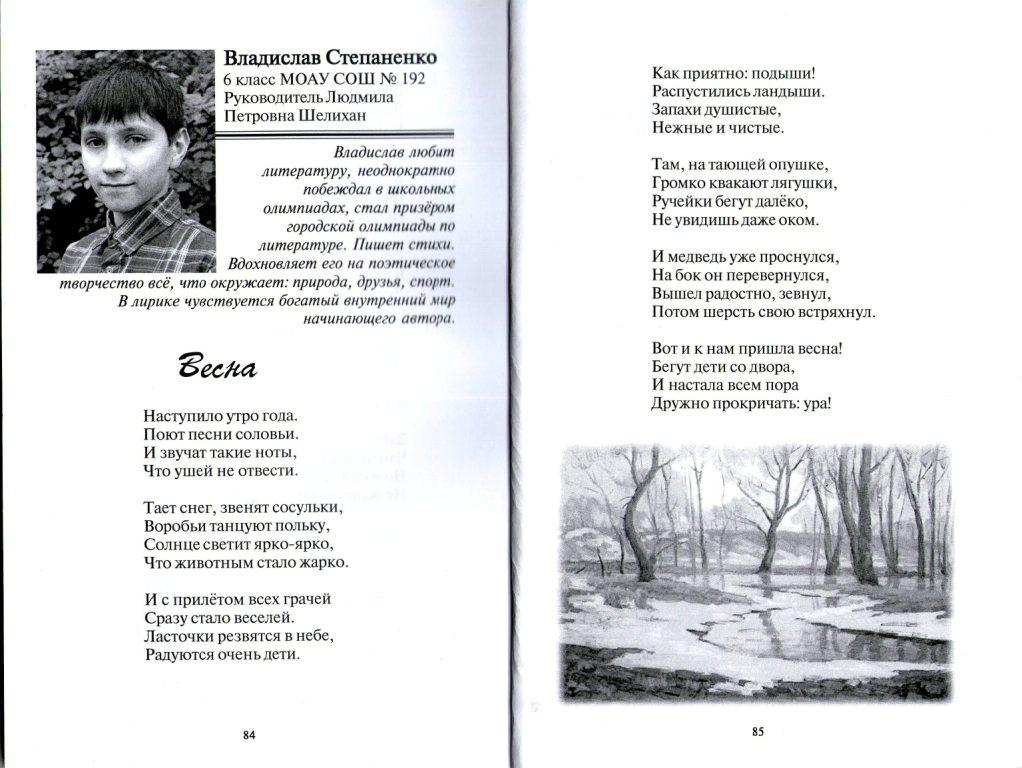 Владислав Степаненко
6 класс МОАУ СОШ № 192
Руководитель Людмила
Петровна Шелихан
Владислав любит
литературу, неоднократно
побеждал в школьных
олимпиадах, стал призёром
городской олимпиады по
литературе. Пишет стихи.
Вдохновляет его на поэтическое
творчество всё, что окружает: природа, друзья, спорт.
В лирике чувствуется богатый внутренний мир
начинающего автора.
Весна
Наступило утро года.
Поют песни соловьи.
И звучат такие ноты,
Что ушей не отвести.
Тает снег, звенят сосульки,
Воробьи танцуют польку,
Солнце светит ярко-ярко,
Что животным стало жарко.
И с прилётом всех грачей
Сразу стало веселей.
Ласточки резвятся в небе,
Радуются очень дети.
84
Как приятно: подыши!
Распустились ландыши.
Запахи душистые,
Нежные и чистые.
Там, на тающей опушке,
Громко квакают лягушки,
Ручейки бегут далёко,
Не увидишь даже оком.
И медведь уже проснулся,
На бок он перевернулся,
Вышел радостно, зевнул,
Потом шерсть свою встряхнул.
Вот и к нам пришла весна!
Бегут дети со двора,
И настала всем пора
Дружно прокричать: ура!
85